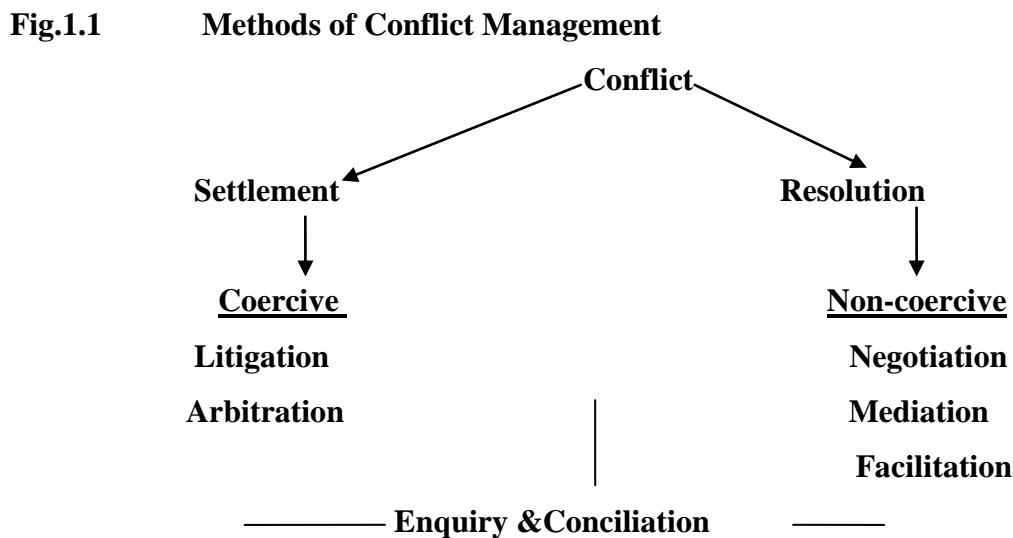 Fig.1.1 Methods of Conflict Management
Conflict
Settlement Resolution
Coercive Non-coercive
Litigation Negotiation
Arbitration Mediation
Facilitation
Enquiry &Conciliation